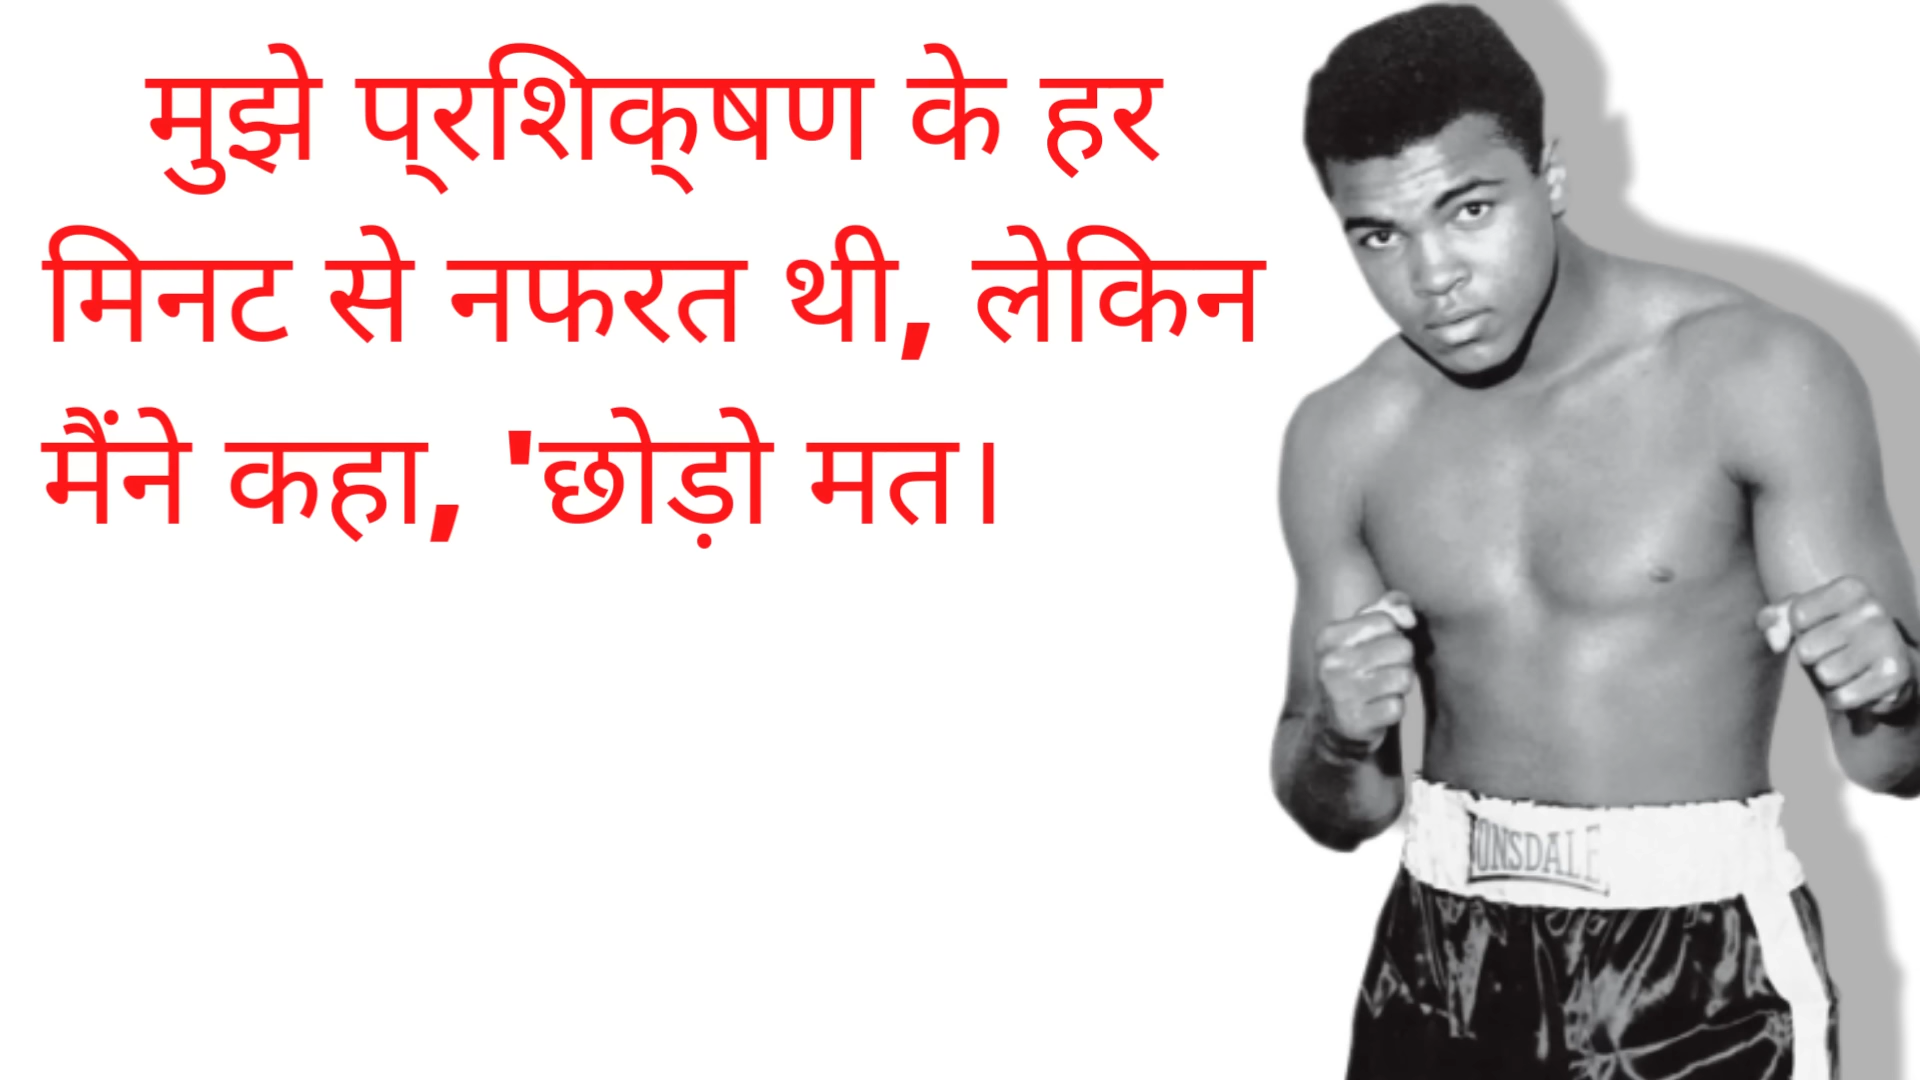 मुझे प्रशिक्षण के हर
मिनट से नफरत थी, लेकिन
मैंने कहा, 'छोड़ो मत।
ONSDALE